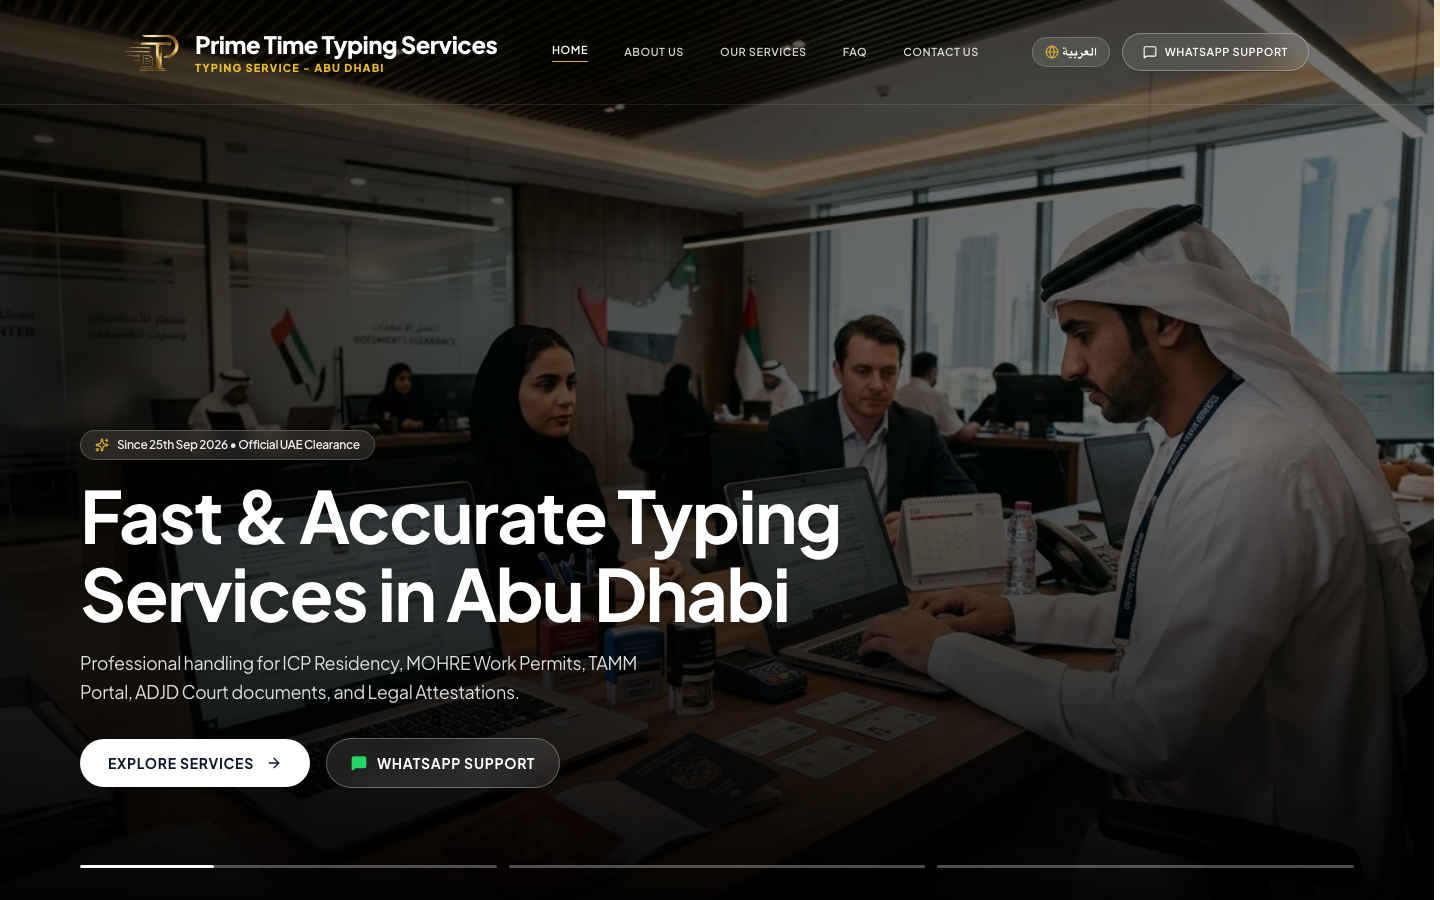 Prime Time Typing Services
TYPING SERVICE – ABU DHABI
HOME
ABOUT US
OUR SERVICES
FAQ
CONTACT US
العربية
WHATSAPP SUPPORT
DOCUMENTS CLEARANCE
Since 25th Sep 2026 • Official UAE Clearance
Fast & Accurate Typing
Services in Abu Dhabi
Professional handling for ICP Residency, MOHRE Work Permits, TAMM
Portal, ADJD Court documents, and Legal Attestations.
EXPLORE SERVICES
WHATSAPP SUPPORT